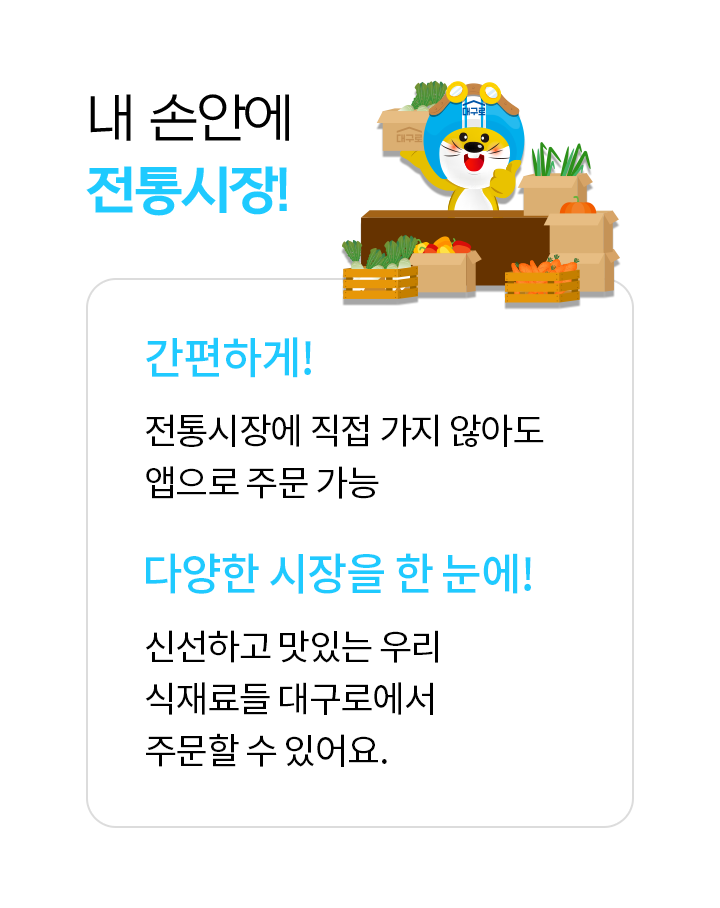 내 손안에
전통시장!
대구로
대구로
간편하게!
전통시장에 직접 가지 않아도
앱으로 주문 가능
다양한 시장을 한 눈에!
신선하고 맛있는 우리
식재료들 대구로에서
주문할 수 있어요.